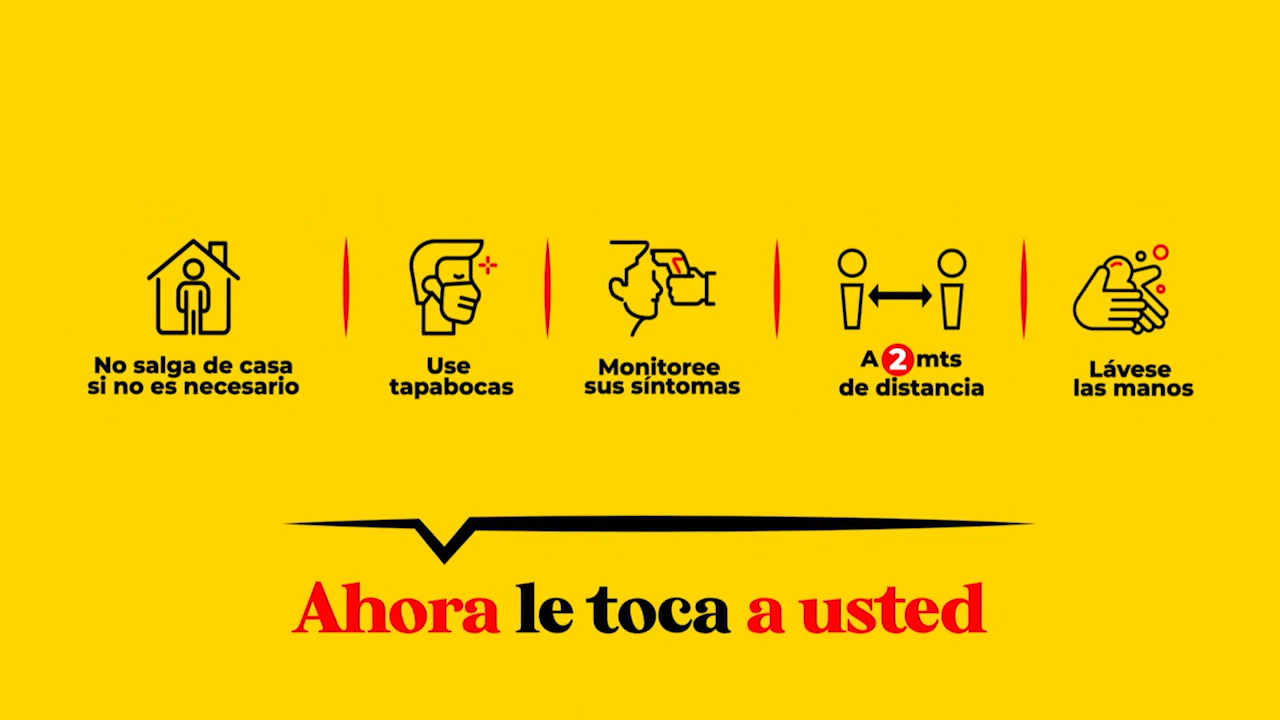 No salga de casa
si no es necesario
Use
tapabocas
Monitoree
sus síntomas
A 2 mts
de distancia
Lávese
las manos
Ahora le toca a usted